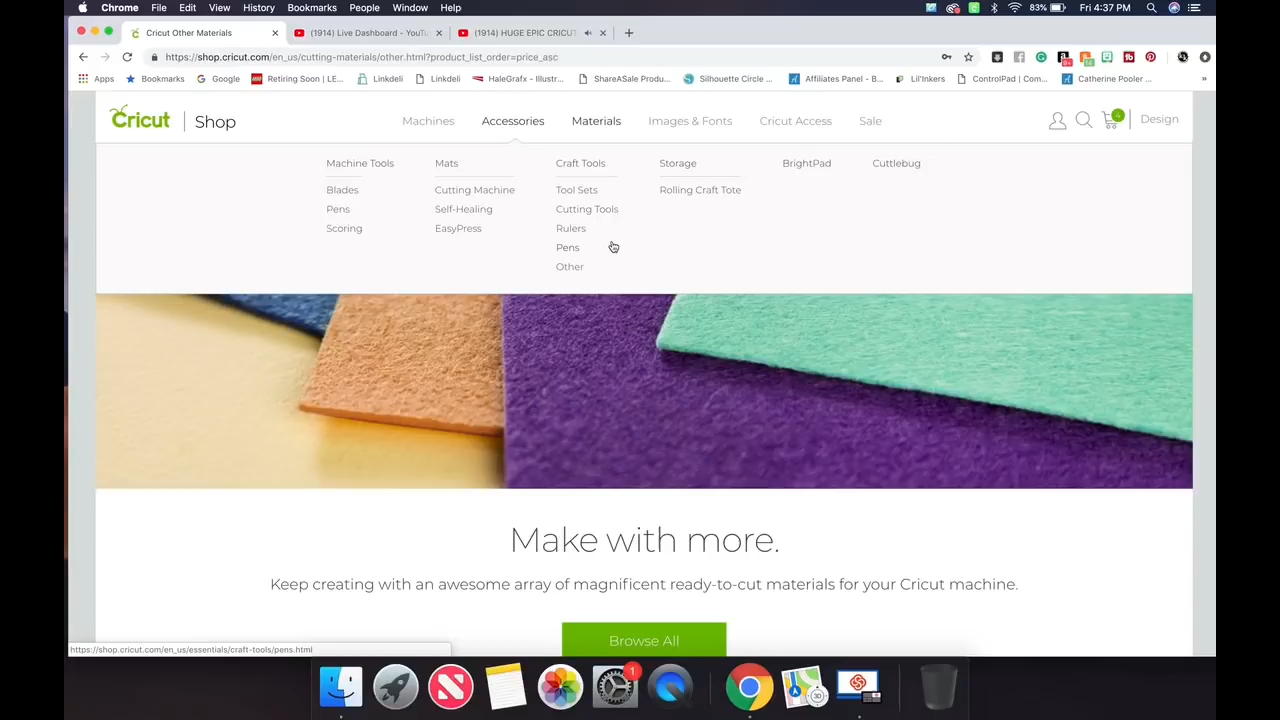 Chrome File Edit View History Bookmarks People Window Help 83% Fri 4:37 PM
Cricut Other Materials (1914) Live Dashboard - YouTu (1914) HUGE EPIC CRICUT
https://shop.cricut.com/en_us/cutting-materials/other.html?product_list_order=price_asc
Apps Bookmarks Google Retiring Soon | LE... Linkdeli Linkdeli HaleGrafx - Illustr... ShareASale Produ... Silhouette Circle ... Affiliates Panel - B... Lil'Inkers ControlPad | Com... Catherine Pooler ... »
Cricut Shop Machines Accessories Materials Images & Fonts Cricut Access Sale 4 Design
Machine Tools Mats Craft Tools Storage BrightPad Cuttlebug
Blades Cutting Machine Tool Sets Rolling Craft Tote
Pens Self-Healing Cutting Tools
Scoring EasyPress Rulers
Pens
Other
Make with more.
Keep creating with an awesome array of magnificent ready-to-cut materials for your Cricut machine.
Browse All
https://shop.cricut.com/en_us/essentials/craft-tools/pens.html
1
3D